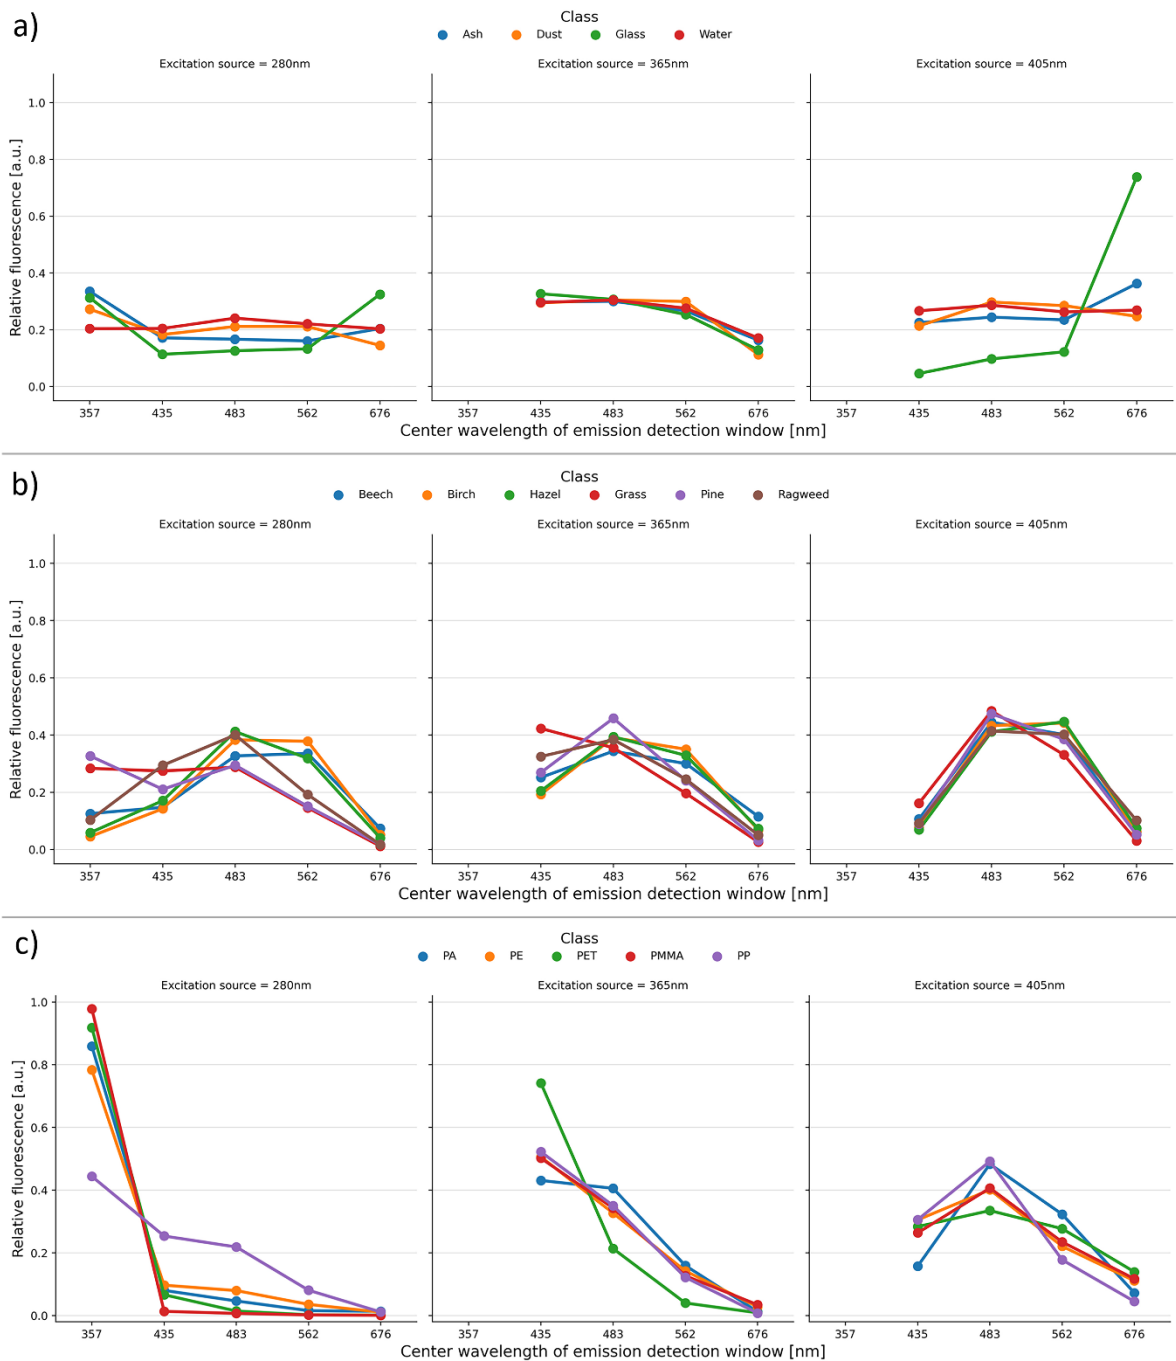 a)
Class
Ash Dust Glass Water
Excitation source = 280nm Excitation source = 365nm Excitation source = 405nm
Relative fluorescence [a.u.]
1.0
0.8
0.6
0.4
0.2
0.0
357 435 483 562 676 357 435 483 562 676 357 435 483 562 676
Center wavelength of emission detection window [nm]
b)
Class
Beech Birch Hazel Grass Pine Ragweed
Excitation source = 280nm Excitation source = 365nm Excitation source = 405nm
Relative fluorescence [a.u.]
1.0
0.8
0.6
0.4
0.2
0.0
357 435 483 562 676 357 435 483 562 676 357 435 483 562 676
Center wavelength of emission detection window [nm]
c)
Class
PA PE PET PMMA PP
Excitation source = 280nm Excitation source = 365nm Excitation source = 405nm
Relative fluorescence [a.u.]
1.0
0.8
0.6
0.4
0.2
0.0
357 435 483 562 676 357 435 483 562 676 357 435 483 562 676
Center wavelength of emission detection window [nm]